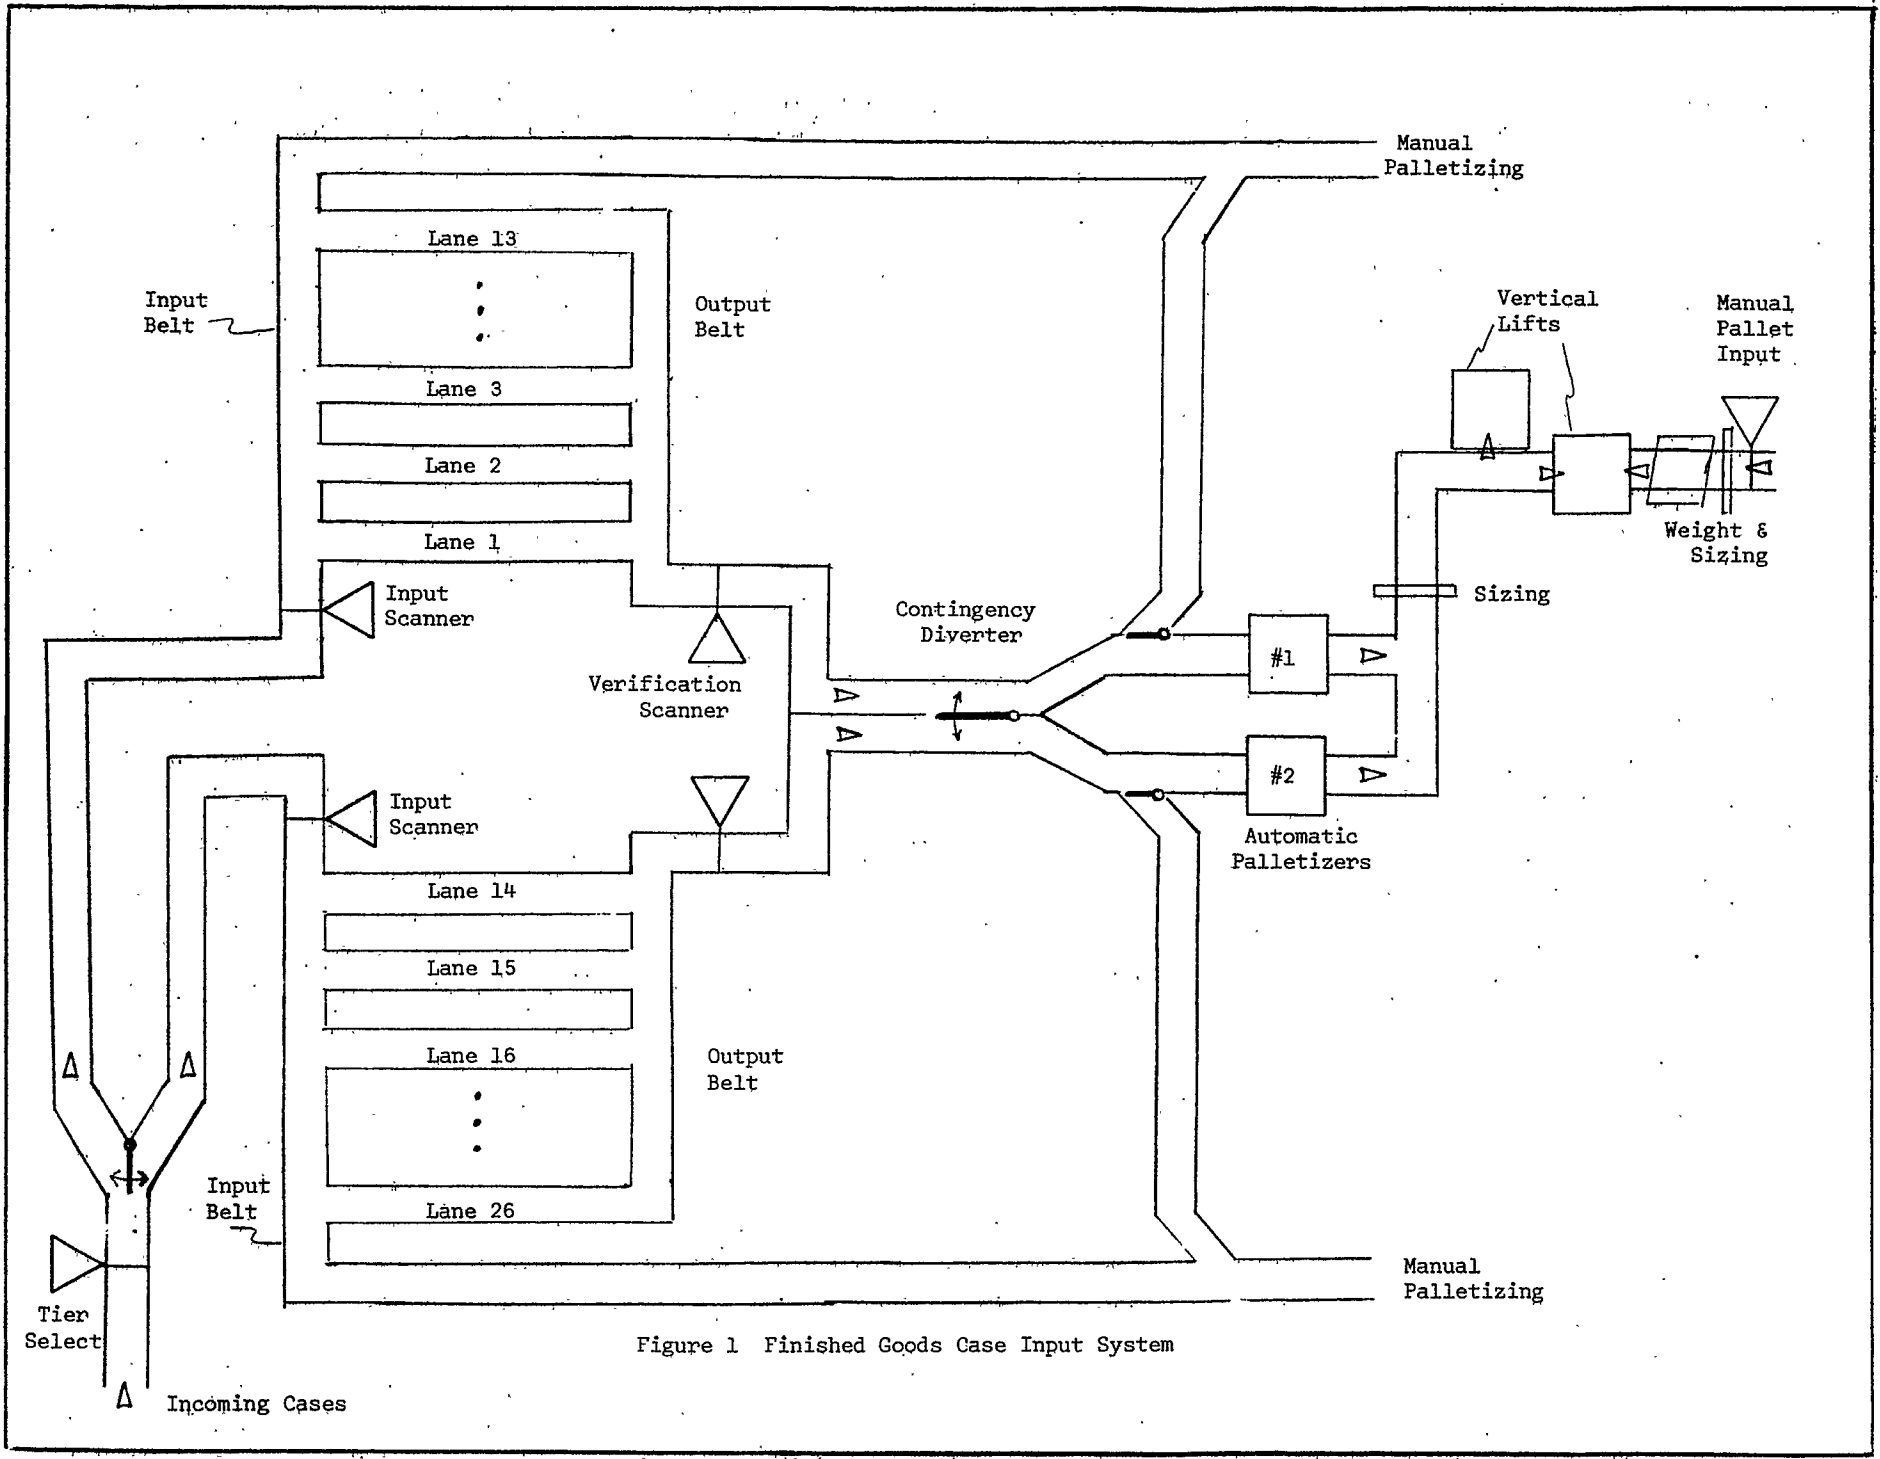 Manual
Palletizing
Lane 13
Input
Belt
Output
Belt
Vertical
Lifts
Manual
Pallet
Input
Lane 3
Lane 2
Lane 1
Weight &
Sizing
Input
Scanner
Contingency
Diverter
Sizing
#1
Verification
Scanner
#2
Input
Scanner
Automatic
Palletizers
Lane 14
Lane 15
Lane 16
Output
Belt
Input
Belt
Lane 26
Manual
Palletizing
Tier
Select
Figure 1 Finished Goods Case Input System
Incoming Cases